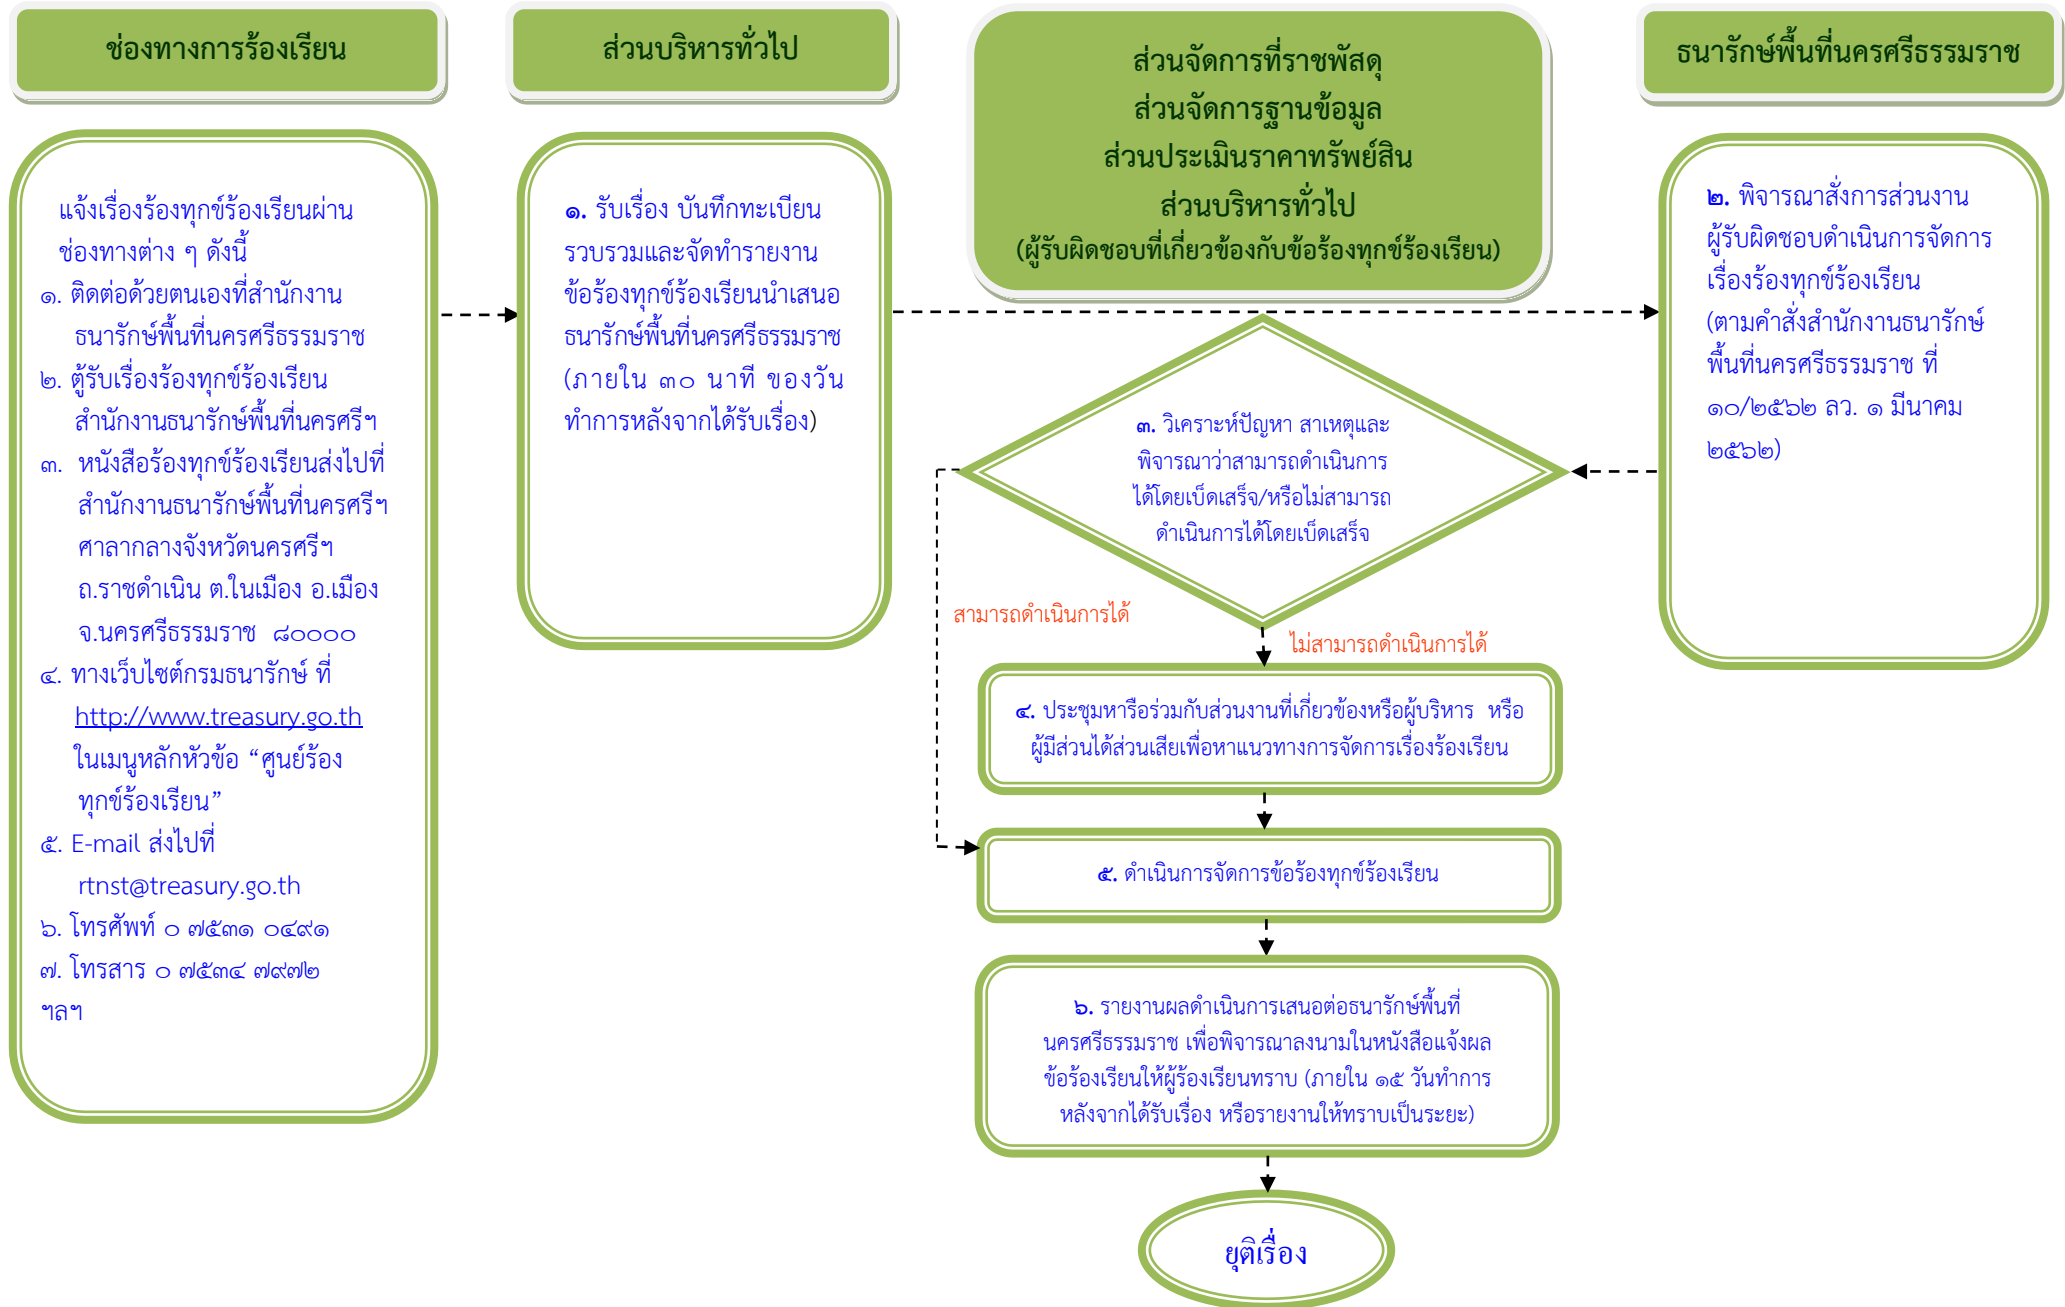 ช่องทางการร้องเรียน
ส่วนบริหารทั่วไป
ส่วนจัดการที่ราชพัสดุ
ส่วนจัดการฐานข้อมูล
ส่วนประเมินราคาทรัพย์สิน
ส่วนบริหารทั่วไป
(ผู้รับผิดชอบที่เกี่ยวข้องกับข้อร้องทุกข์ร้องเรียน)
ธนารักษ์พื้นที่นครศรีธรรมราช
แจ้งเรื่องร้องทุกข์ร้องเรียนผ่าน
ช่องทางต่าง ๆ ดังนี้
๑. ติดต่อด้วยตนเองที่สำนักงาน
ธนารักษ์พื้นที่นครศรีธรรมราช
๒. ตู้รับเรื่องร้องทุกข์ร้องเรียน
สำนักงานธนารักษ์พื้นที่นครศรีฯ
๓. หนังสือร้องทุกข์ร้องเรียนส่งไปที่
สำนักงานธนารักษ์พื้นที่นครศรีฯ
ศาลากลางจังหวัดนครศรีฯ
ถ.ราชดำเนิน ต.ในเมือง อ.เมือง
จ.นครศรีธรรมราช ๘๐๐๐๐
๔. ทางเว็บไซต์กรมธนารักษ์ ที่
http://www.treasury.go.th
ในเมนูหลักหัวข้อ “ศูนย์ร้อง
ทุกข์ร้องเรียน”
๕. E-mail ส่งไปที่
rtnst@treasury.go.th
๖. โทรศัพท์ ๐ ๗๕๓๑ ๐๔๙๑
๗. โทรสาร ๐ ๗๕๓๔ ๗๙๗๒
ฯลฯ
๑. รับเรื่อง บันทึกทะเบียน
รวบรวมและจัดทำรายงาน
ข้อร้องทุกข์ร้องเรียนนำเสนอ
ธนารักษ์พื้นที่นครศรีธรรมราช
(ภายใน ๓๐ นาที ของวัน
ทำการหลังจากได้รับเรื่อง)
๒. พิจารณาสั่งการส่วนงาน
ผู้รับผิดชอบดำเนินการจัดการ
เรื่องร้องทุกข์ร้องเรียน
(ตามคำสั่งสำนักงานธนารักษ์
พื้นที่นครศรีธรรมราช ที่
๑๐/๒๕๖๒ ลว. ๑ มีนาคม
๒๕๖๒)
๓. วิเคราะห์ปัญหา สาเหตุและ
พิจารณาว่าสามารถดำเนินการ
ได้โดยเบ็ดเสร็จ/หรือไม่สามารถ
ดำเนินการได้โดยเบ็ดเสร็จ
สามารถดำเนินการได้
ไม่สามารถดำเนินการได้
๔. ประชุมหารือร่วมกับส่วนงานที่เกี่ยวข้องหรือผู้บริหาร หรือ
ผู้มีส่วนได้ส่วนเสียเพื่อหาแนวทางการจัดการเรื่องร้องเรียน
๕. ดำเนินการจัดการข้อร้องทุกข์ร้องเรียน
๖. รายงานผลดำเนินการเสนอต่อธนารักษ์พื้นที่
นครศรีธรรมราช เพื่อพิจารณาลงนามในหนังสือแจ้งผล
ข้อร้องเรียนให้ผู้ร้องเรียนทราบ (ภายใน ๑๕ วันทำการ
หลังจากได้รับเรื่อง หรือรายงานให้ทราบเป็นระยะ)
ยุติเรื่อง